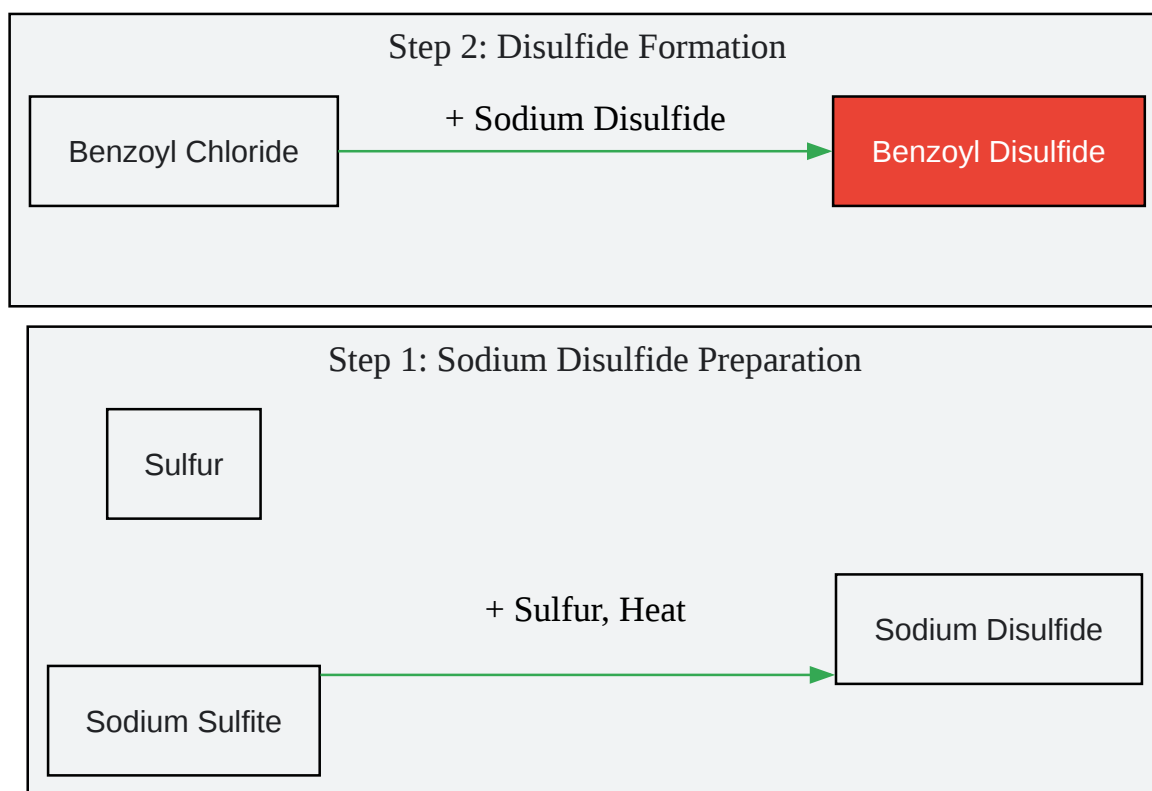 Step 2: Disulfide Formation
Benzoyl Chloride
+ Sodium Disulfide
Benzoyl Disulfide
Step 1: Sodium Disulfide Preparation
Sulfur
+ Sulfur, Heat
Sodium Disulfide
Sodium Sulfite